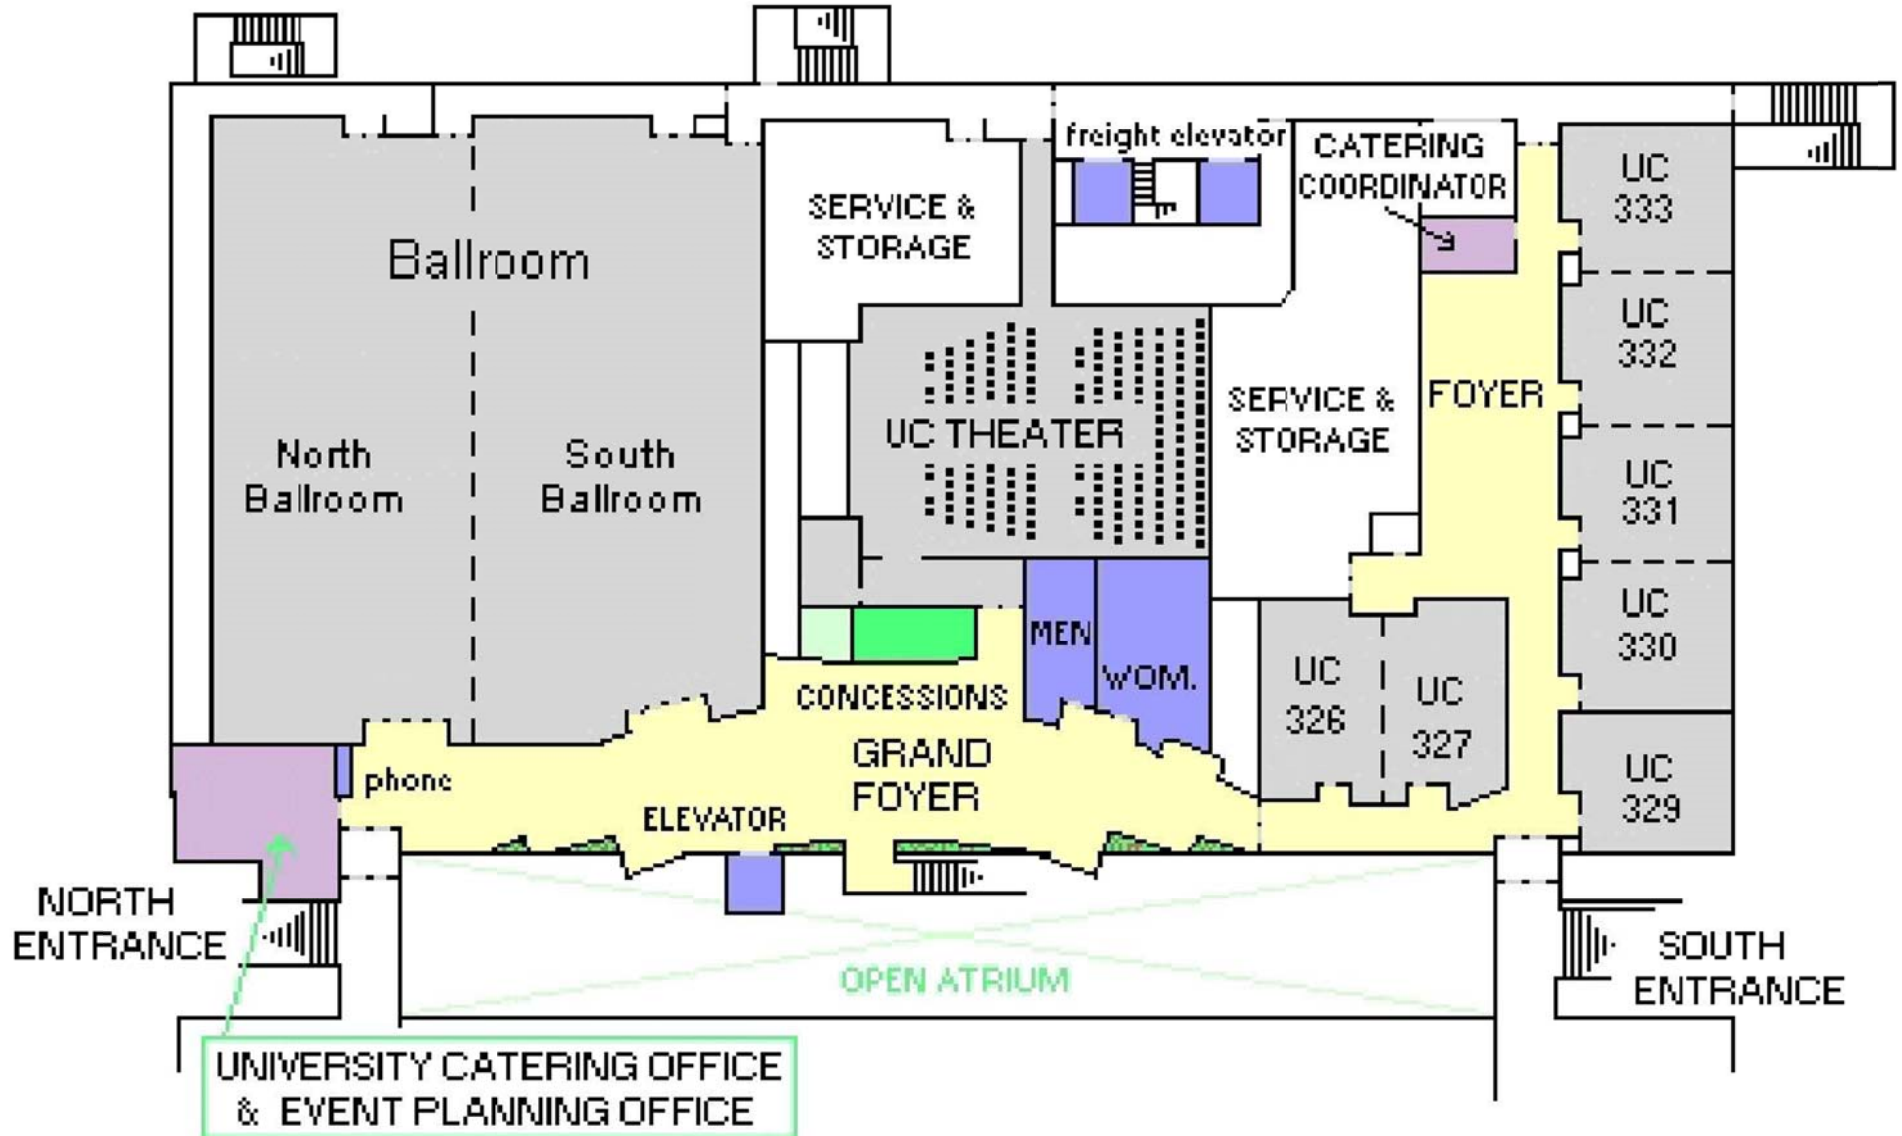 freight elevator
CATERING
COORDINATOR
UC
333
SERVICE &
STORAGE
Ballroom
UC
332
FOYER
SERVICE &
STORAGE
UC THEATER
North
Ballroom
South
Ballroom
UC
331
UC
330
MEN
WOM.
UC
326
UC
327
CONCESSIONS
GRAND
FOYER
phone
ELEVATOR
UC
329
NORTH
ENTRANCE
SOUTH
ENTRANCE
OPEN ATRIUM
UNIVERSITY CATERING OFFICE
& EVENT PLANNING OFFICE